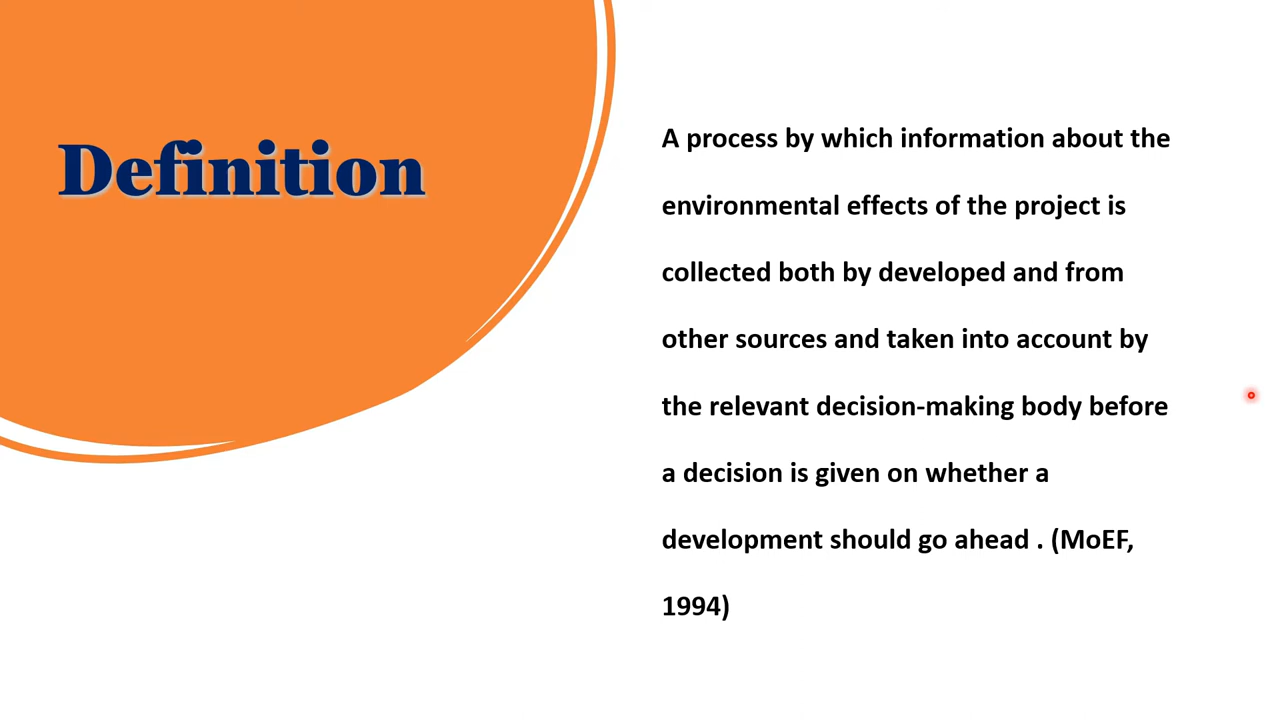 Definition
A process by which information about the
environmental effects of the project is
collected both by developed and from
other sources and taken into account by
the relevant decision-making body before
a decision is given on whether a
development should go ahead . (MoEF,
1994)